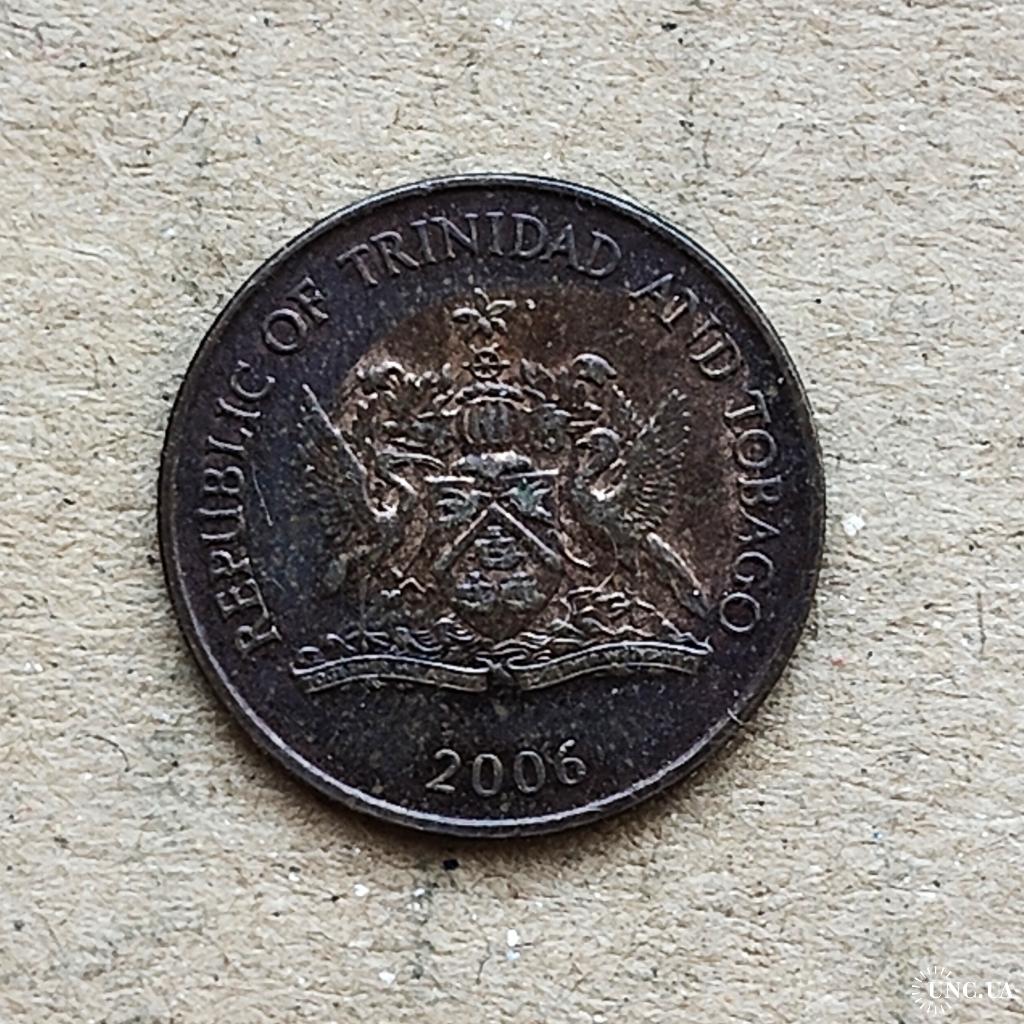 REPUBLIC OF TRINIDAD AND TOBAGO
2006
UNC.UA